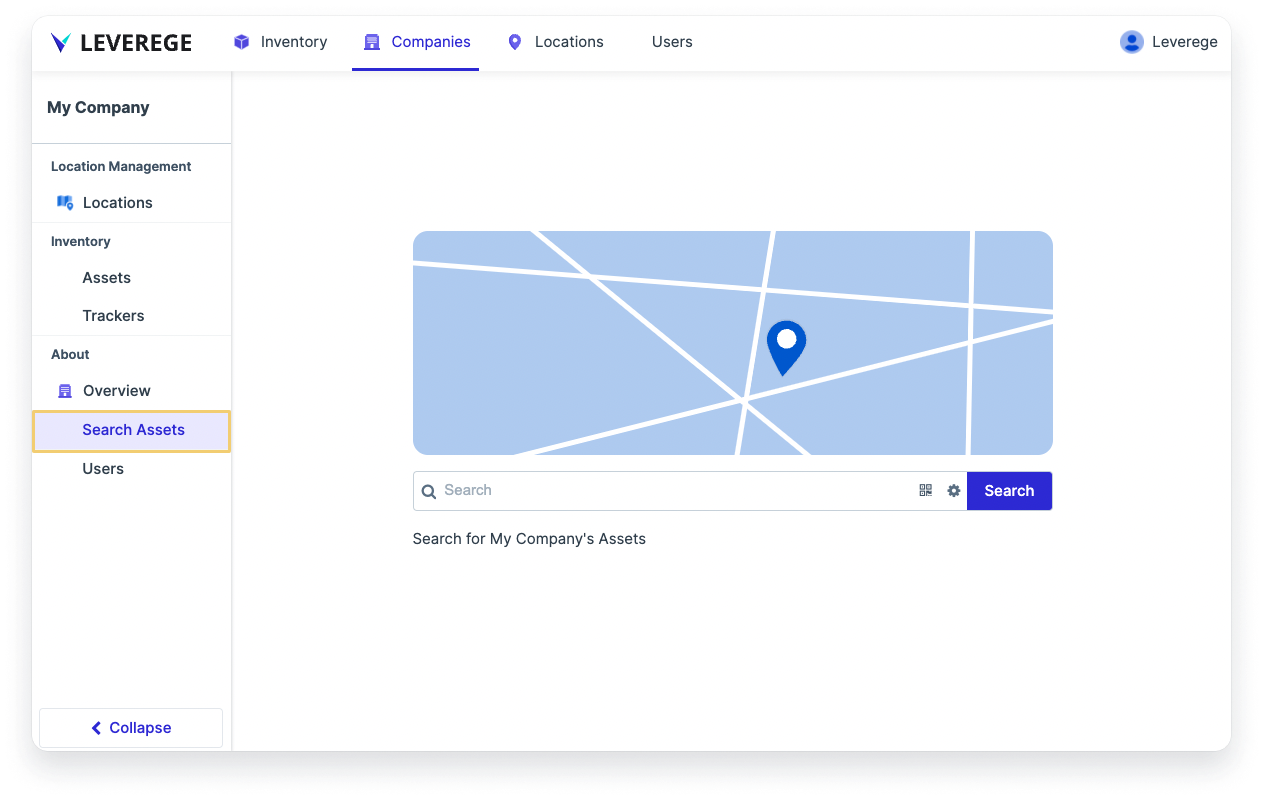 LEVEREGE
Inventory
Companies
Locations
Users
Leverege
My Company
Location Management
Locations
Inventory
Assets
Trackers
About
Overview
Search Assets
Users
Collapse
Search
Search
Search for My Company's Assets